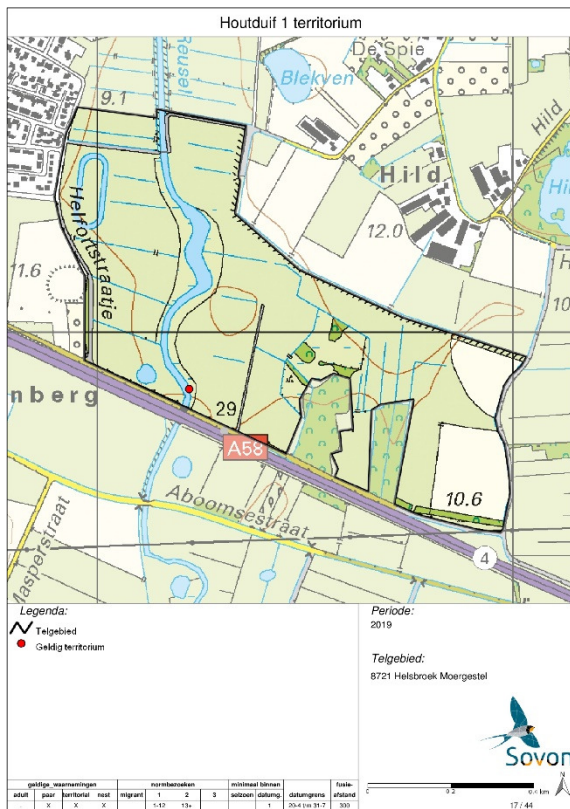 Houtduif 1 territorium
De Spie
Reusel
Blekven
9.1
Hild
Hild
12.0
Helfortstraatje
11.6
nberg
29
A58
10.6
Aboomsestraat
Masperstraat
4
Legenda:
Telgebied
Geldig territorium
Periode:
2019
Telgebied:
8721 Helsbroek Moergestel
Sovon
geldige_waarnemingen normbezoeken minimaal binnen fusie-
adult paar territorial nest migrant 1 2 3 seizoen datumg. datumgrens afstand
. X X X 1-12 13+ 1 20-4 t/m 31-7 300
0 0.2 0.4 km
17 / 44